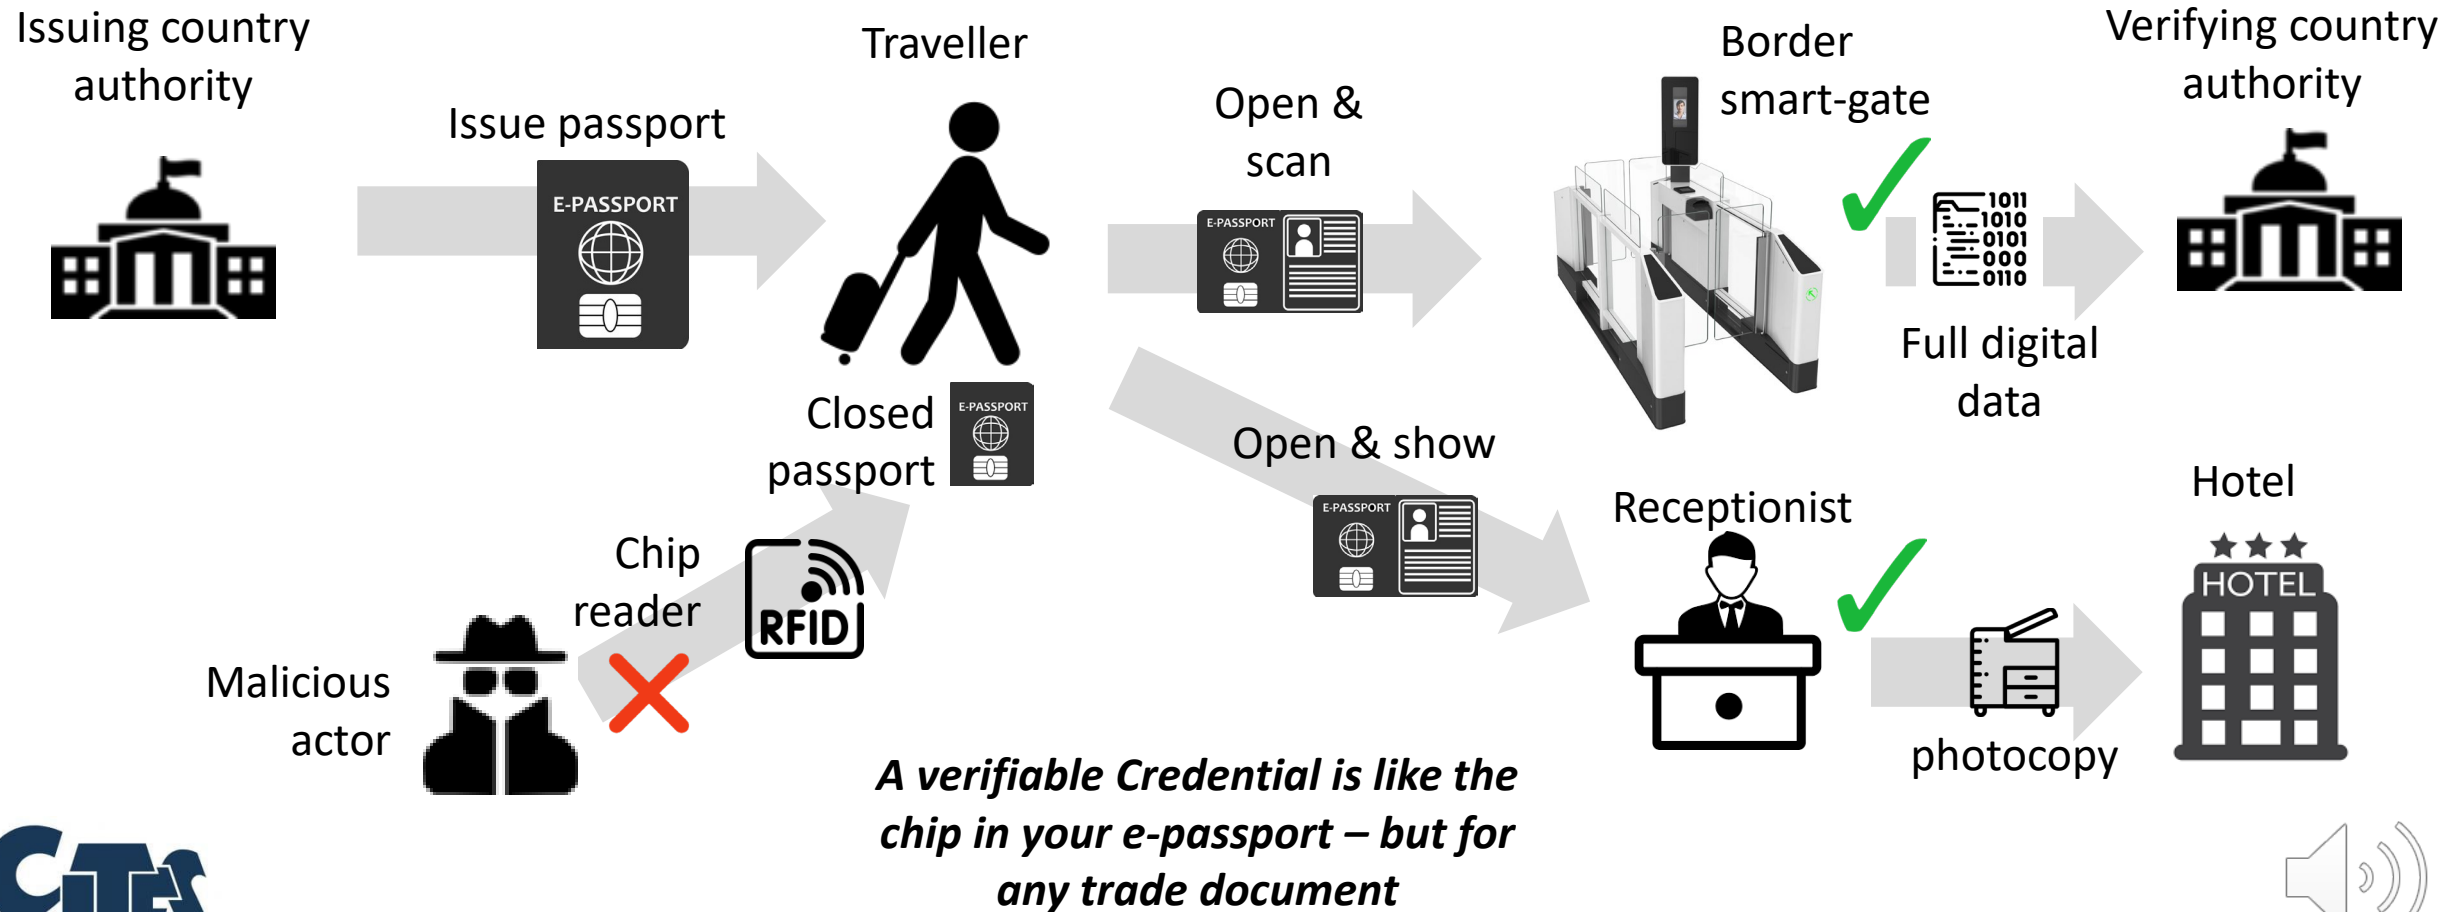 Issuing country
authority
Issue passport
E-PASSPORT
Traveller
Open &
scan
E-PASSPORT
Border
smart-gate
1011
1010
0101
000
0110
Full digital
data
Verifying country
authority
Closed
passport
E-PASSPORT
Chip
reader
RFID
Malicious
actor
Open & show
E-PASSPORT
Receptionist
photocopy
Hotel
HOTEL
A verifiable Credential is like the
chip in your e-passport – but for
any trade document
CITES